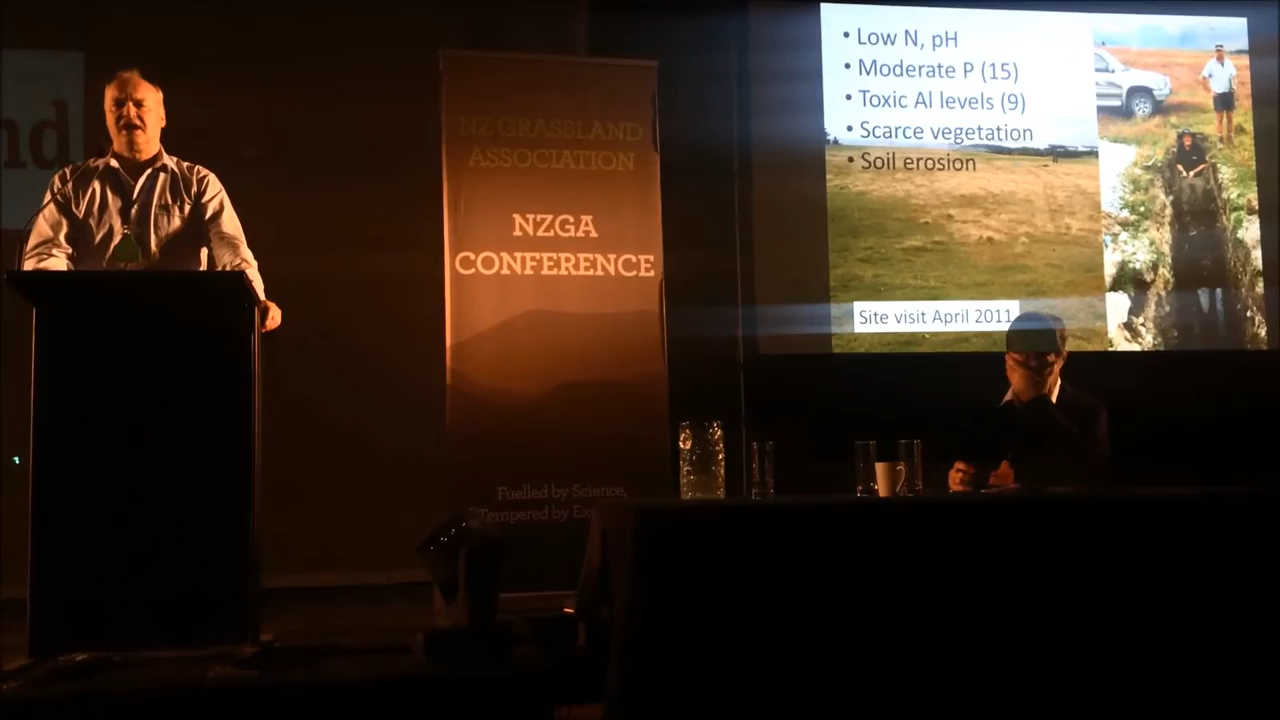 nd
NZ GRASSLAND
ASSOCIATION
NZGA
CONFERENCE
Fuelled by Science,
Tempered by
• Low N, pH
• Moderate P (15)
• Toxic Al levels (9)
• Scarce vegetation
• Soil erosion
Site visit April 2011